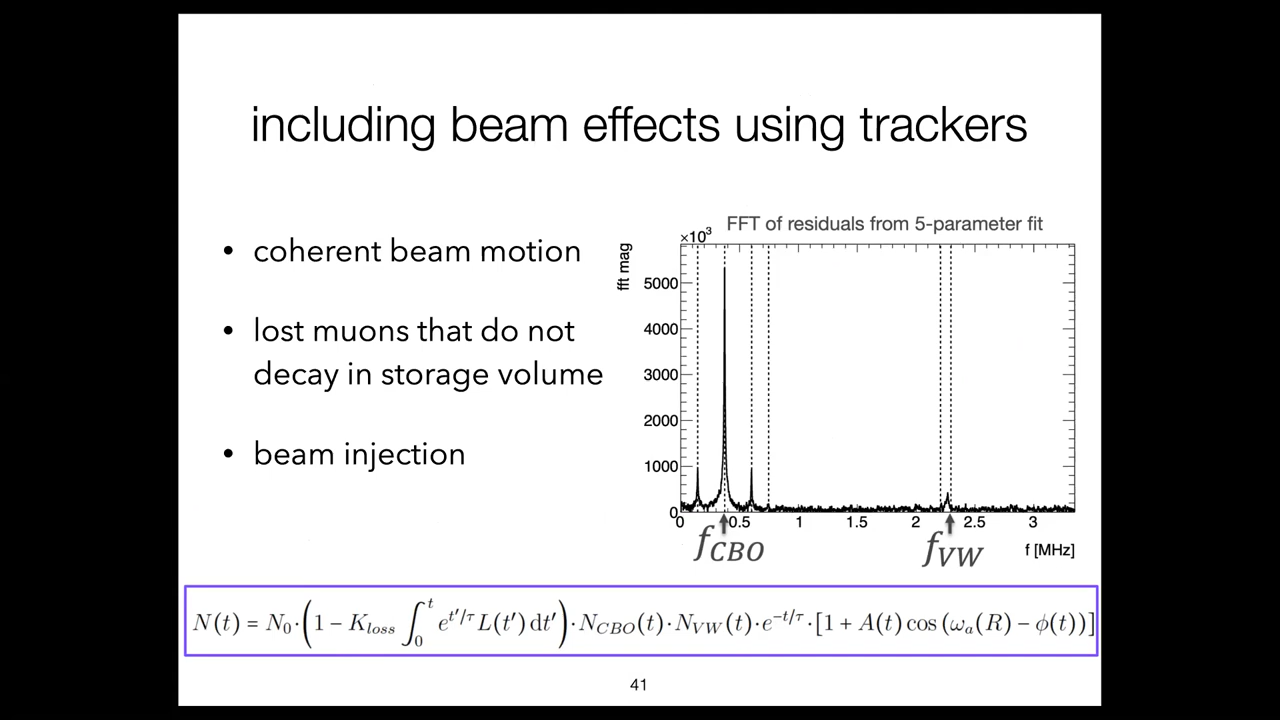 including beam effects using trackers
• coherent beam motion
• lost muons that do not
decay in storage volume
• beam injection
FFT of residuals from 5-parameter fit
×10³
fft mag
5000
4000
3000
2000
1000
0
0 0.5 1 1.5 2 2.5 3
f_CBO f_VW f [MHz]
N(t) = N₀·(1 − K_loss ∫₀ᵗ e^{t′/τ} L(t′) dt′)·N_CBO(t)·N_VW(t)·e^{−t/τ}·[1 + A(t) cos (ω_a(R) − ϕ(t))]
41